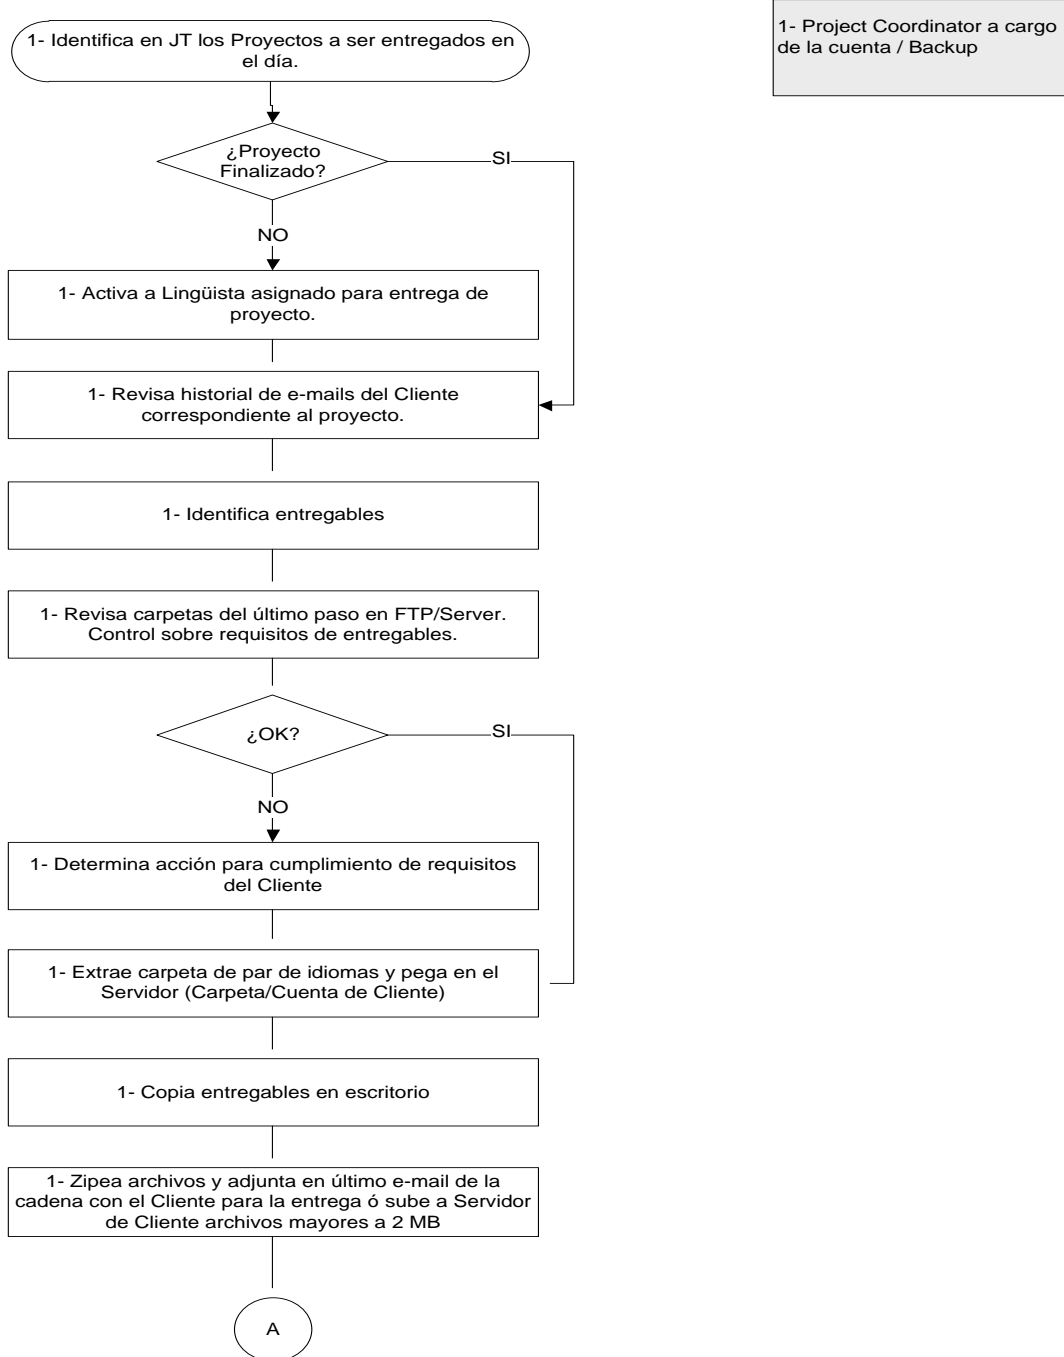 1- Identifica en JT los Proyectos a ser entregados en
el día.
1- Project Coordinator a cargo
de la cuenta / Backup
¿Proyecto
Finalizado?
SI
NO
1- Activa a Lingüista asignado para entrega de
proyecto.
1- Revisa historial de e-mails del Cliente
correspondiente al proyecto.
1- Identifica entregables
1- Revisa carpetas del último paso en FTP/Server.
Control sobre requisitos de entregables.
¿OK?
SI
NO
1- Determina acción para cumplimiento de requisitos
del Cliente
1- Extrae carpeta de par de idiomas y pega en el
Servidor (Carpeta/Cuenta de Cliente)
1- Copia entregables en escritorio
1- Zipea archivos y adjunta en último e-mail de la
cadena con el Cliente para la entrega ó sube a Servidor
de Cliente archivos mayores a 2 MB
A